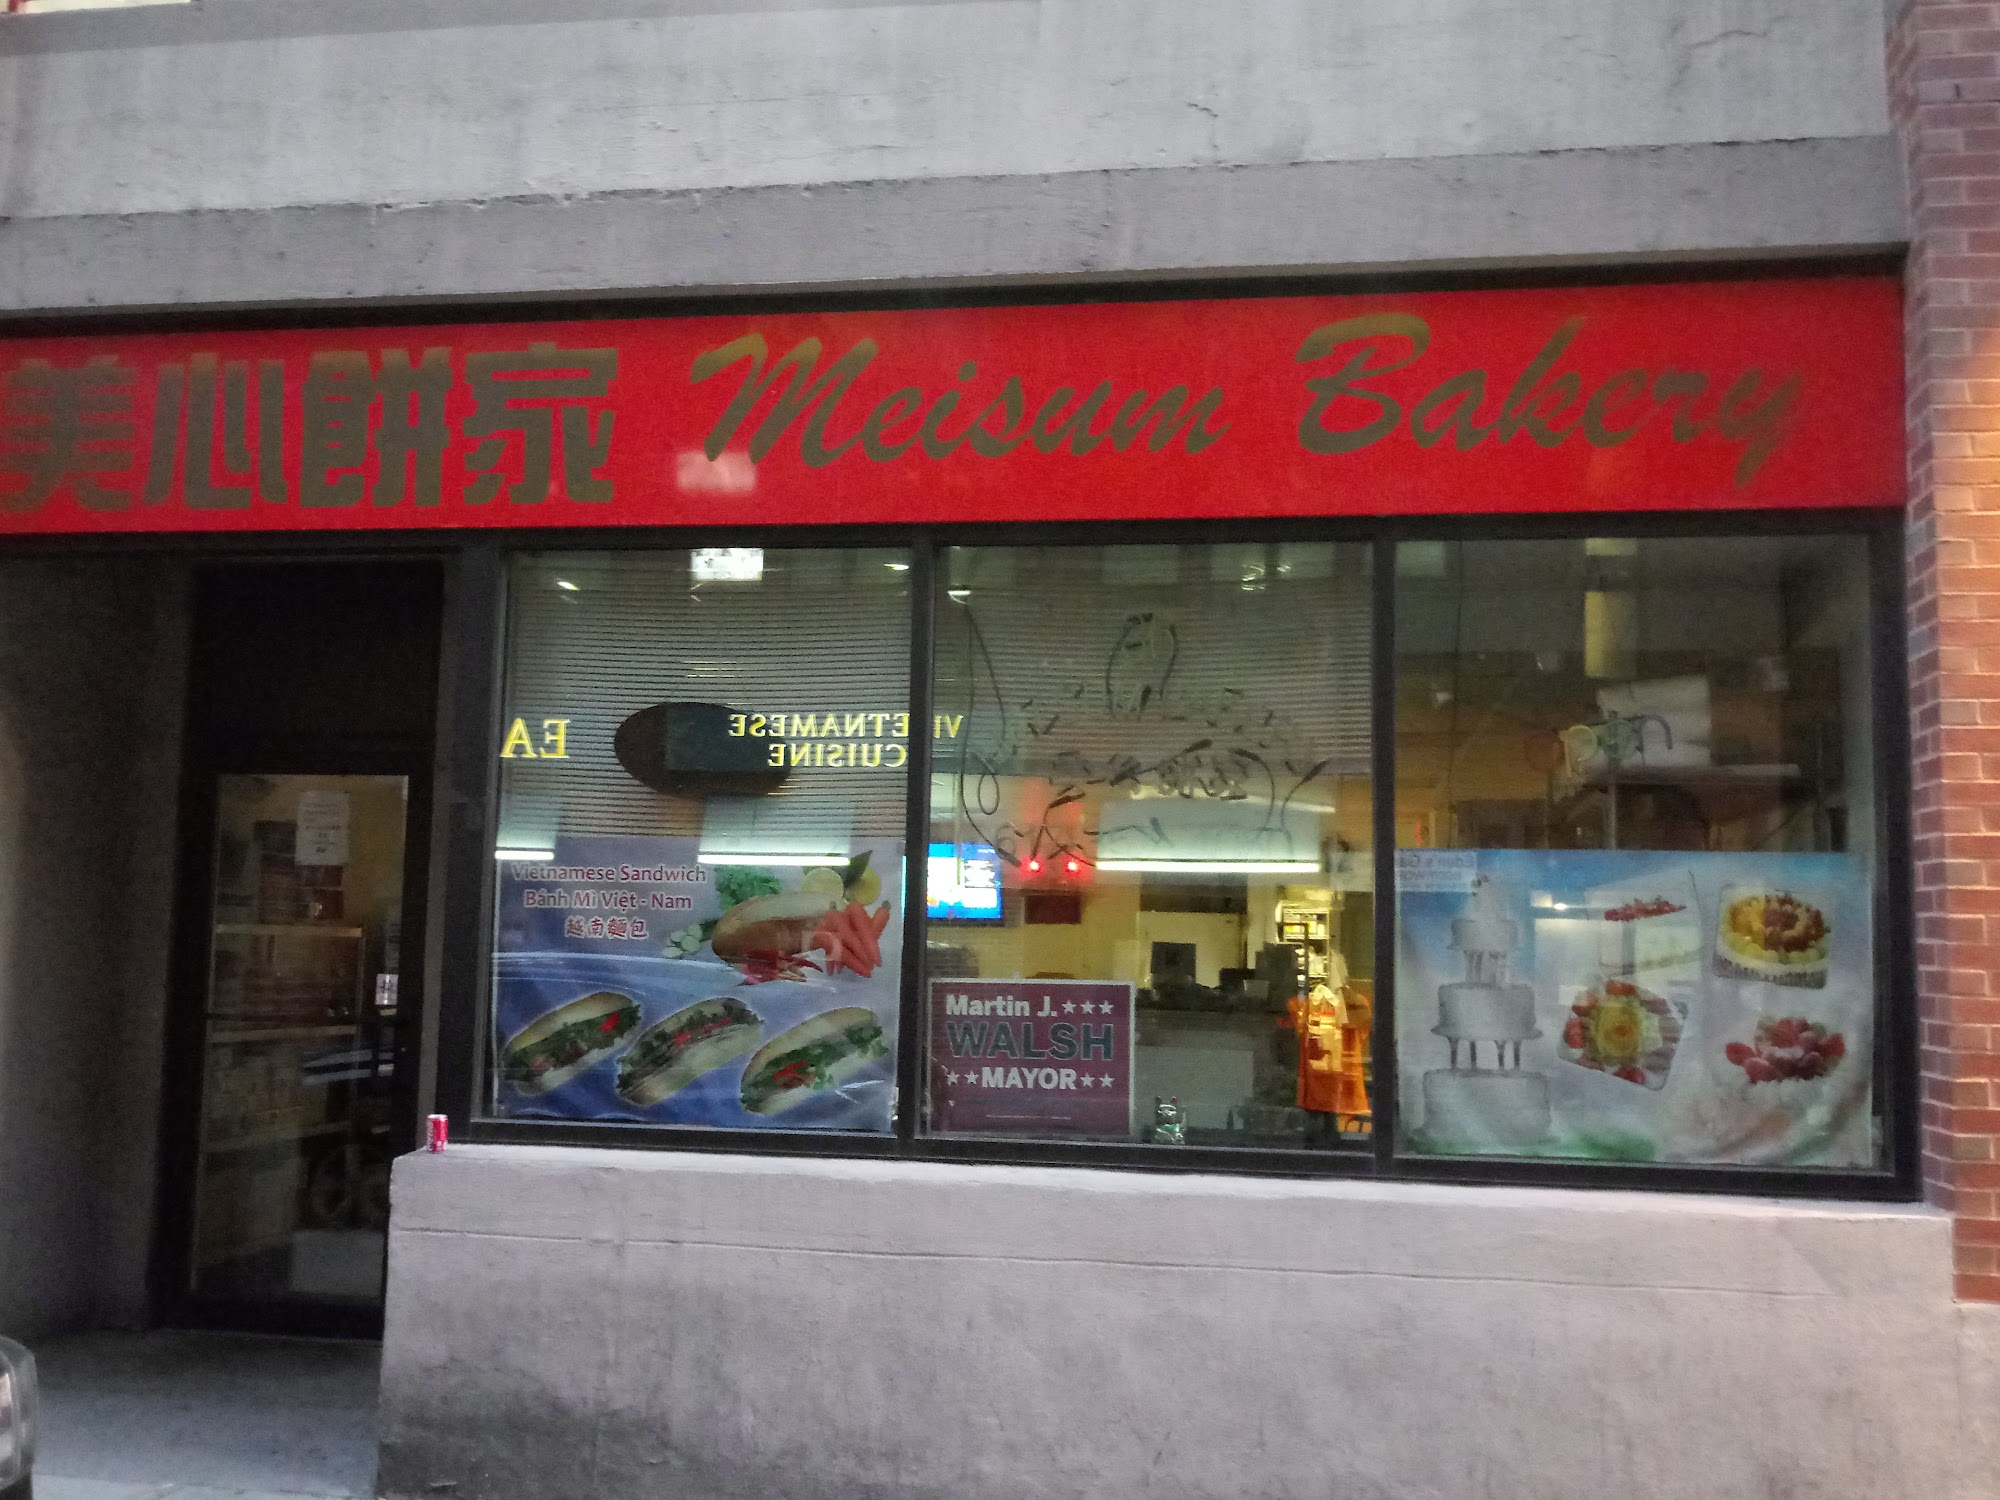 美心餅家 Meisum Bakery
EA
VIETNAMESE
CUISINE
Vietnamese Sandwich
Bánh Mì Việt - Nam
越南麵包
Martin J. ★★★
WALSH
★★MAYOR★★